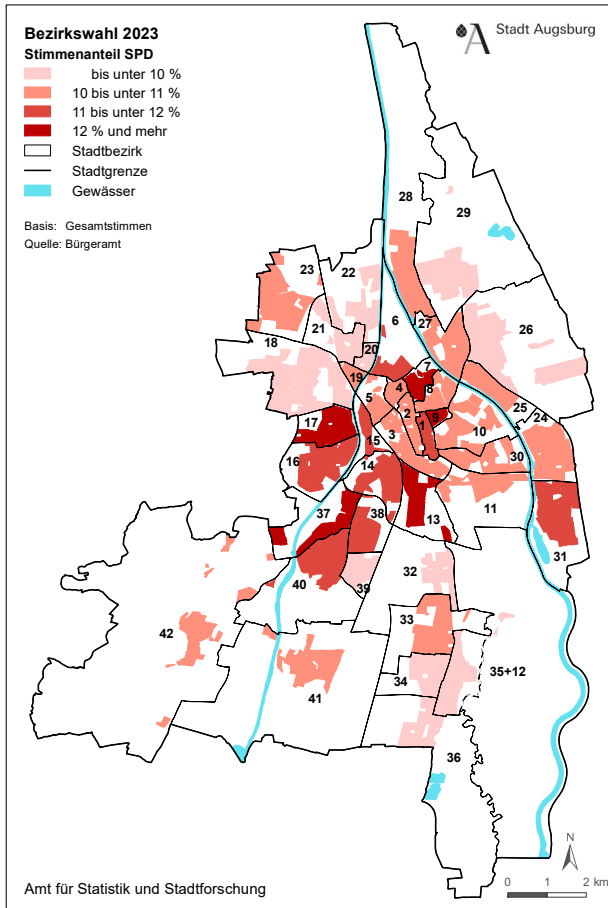 Bezirkswahl 2023
Stimmenanteil SPD
bis unter 10 %
10 bis unter 11 %
11 bis unter 12 %
12 % und mehr
Stadtbezirk
Stadtgrenze
Gewässer
Basis: Gesamtstimmen
Quelle: Bürgeramt
A Stadt Augsburg
28
29
23
22
6
27
26
21
18
20
7
19
8
4
5
2
25
24
17
9
1
10
3
15
16
14
30
11
37
38
13
31
32
40
39
33
42
35+12
34
41
36
N
0 1 2 km
Amt für Statistik und Stadtforschung